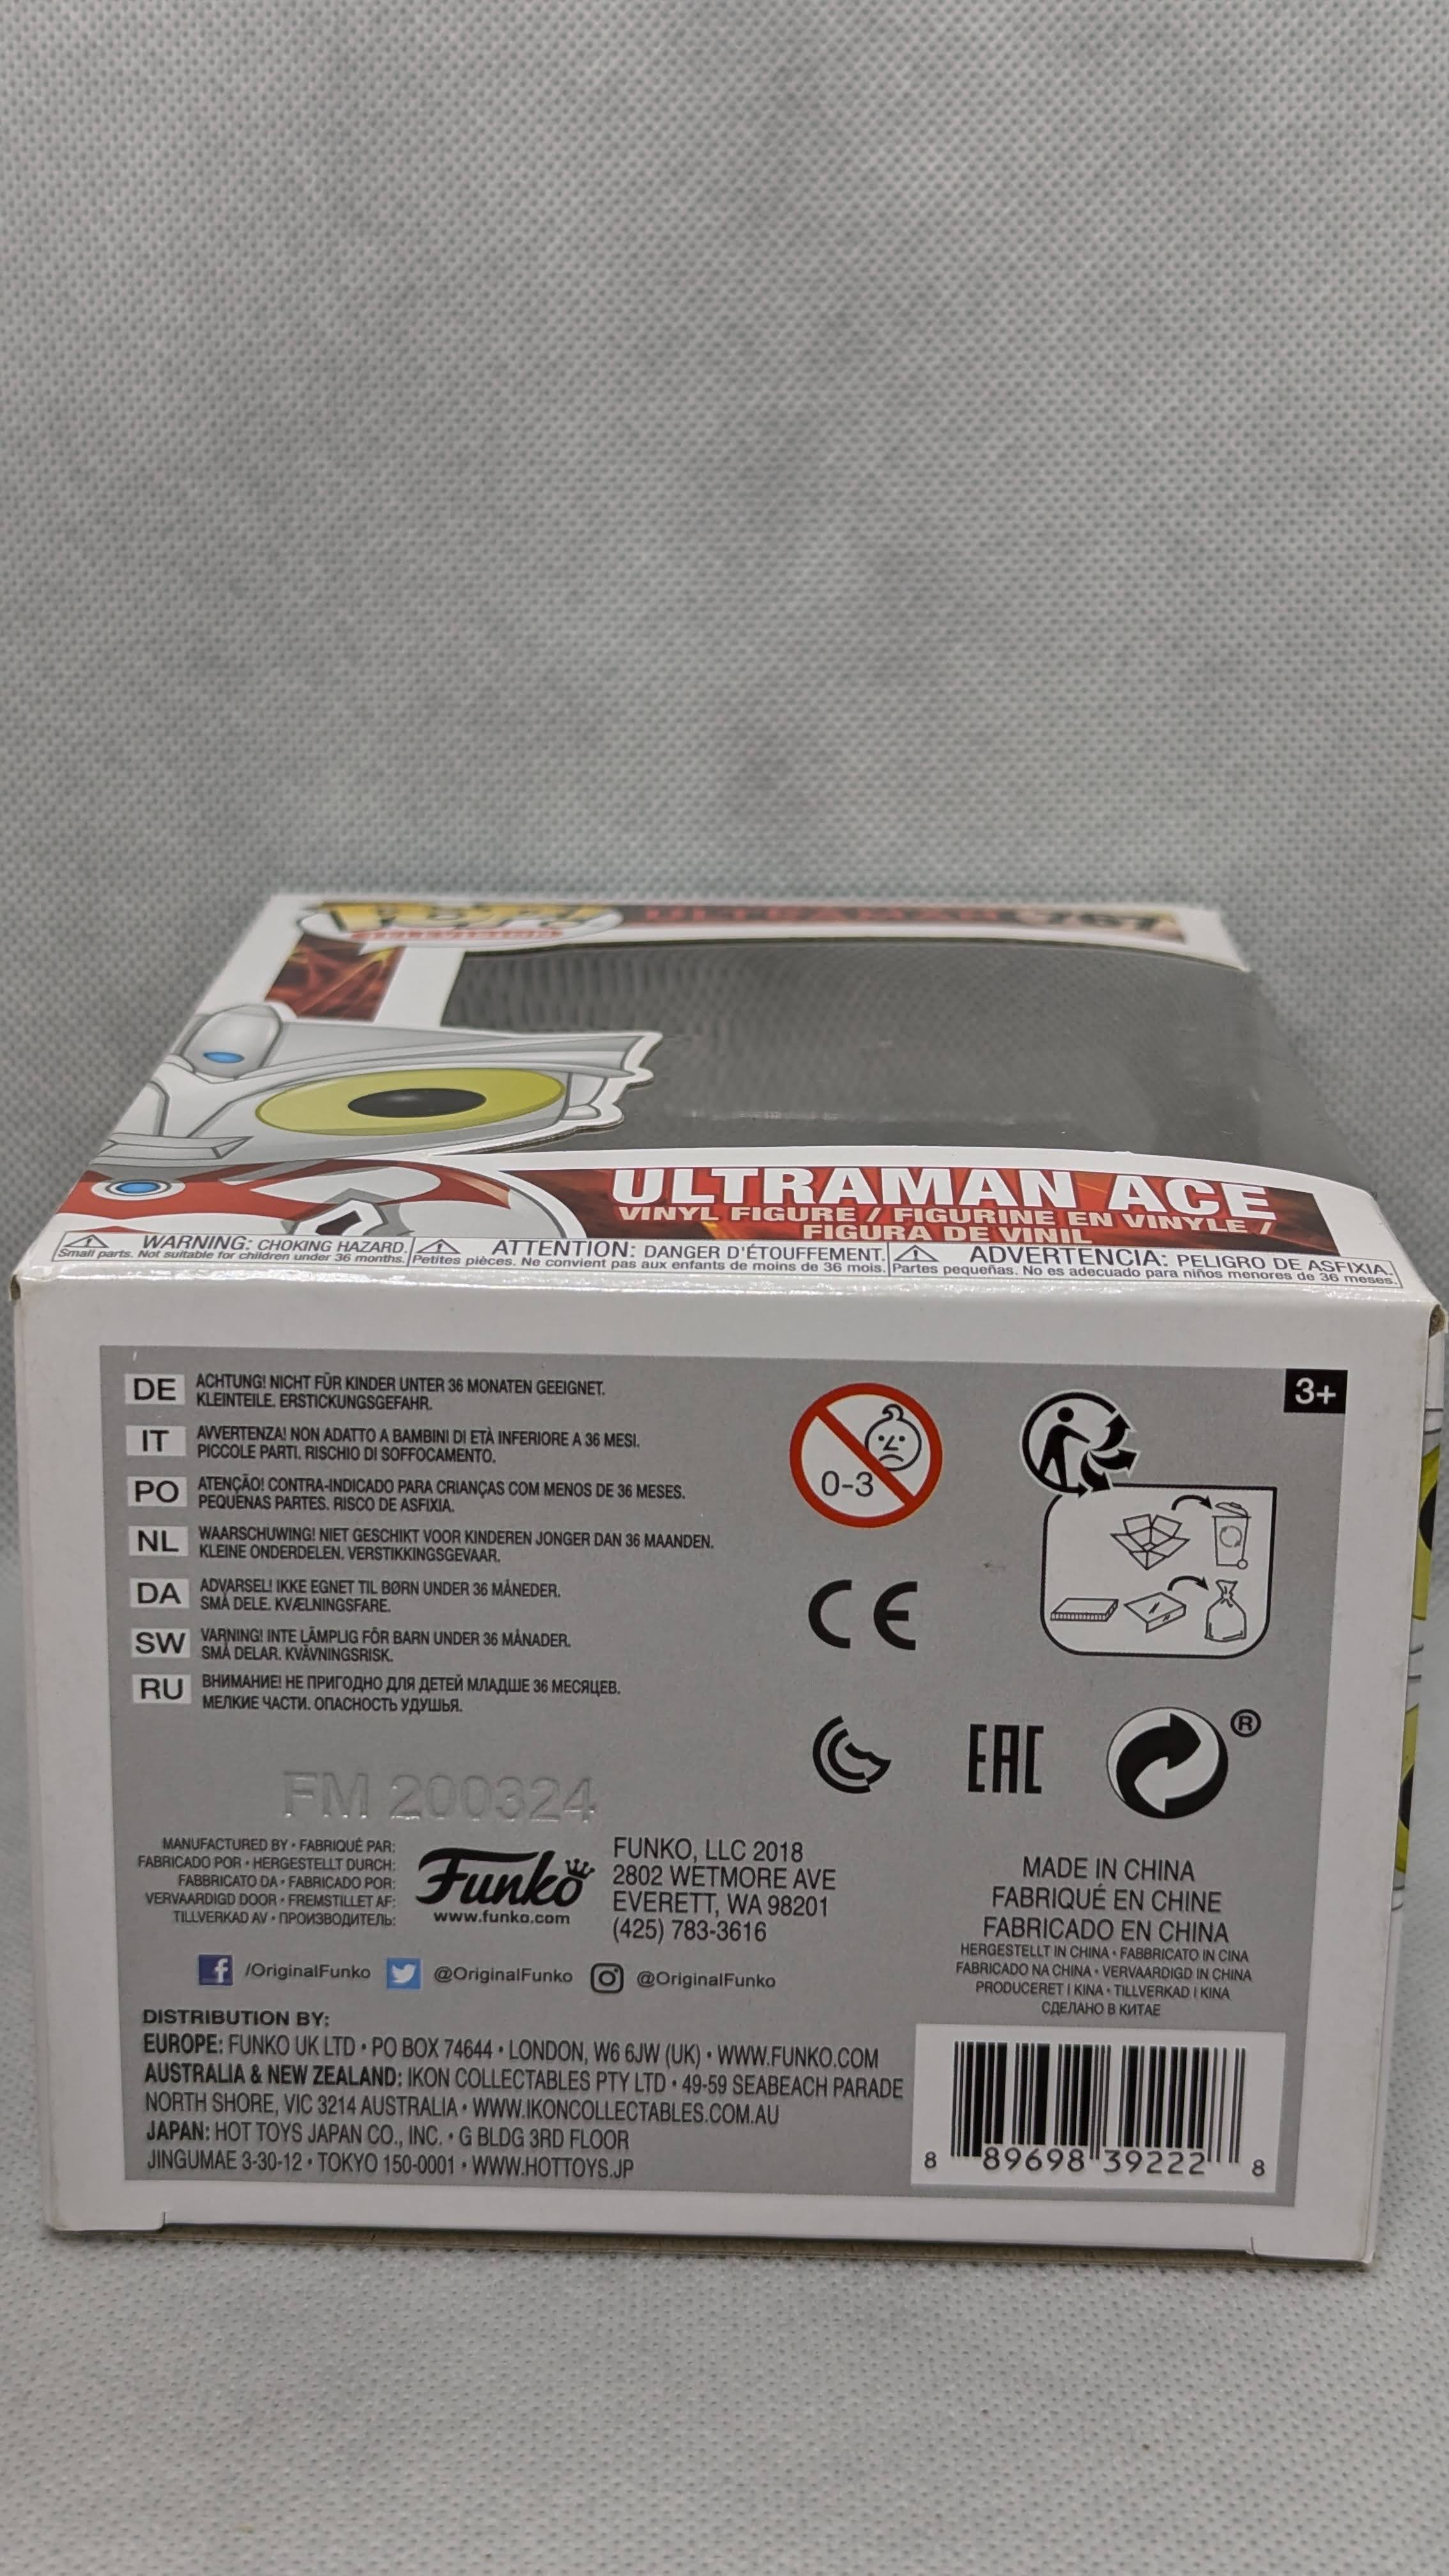 POP!
TELEVISION
ULTRAMAN 767
ULTRAMAN ACE
VINYL FIGURE / FIGURINE EN VINYLE /
FIGURA DE VINIL
WARNING: CHOKING HAZARD.
Small parts. Not suitable for children under 36 months.
ATTENTION: DANGER D'ÉTOUFFEMENT.
Petites pièces. Ne convient pas aux enfants de moins de 36 mois.
ADVERTENCIA: PELIGRO DE ASFIXIA.
Partes pequeñas. No es adecuado para niños menores de 36 meses.
DE ACHTUNG! NICHT FÜR KINDER UNTER 36 MONATEN GEEIGNET.
KLEINTEILE. ERSTICKUNGSGEFAHR.
IT AVVERTENZA! NON ADATTO A BAMBINI DI ETÀ INFERIORE A 36 MESI.
PICCOLE PARTI. RISCHIO DI SOFFOCAMENTO.
PO ATENÇÃO! CONTRA-INDICADO PARA CRIANÇAS COM MENOS DE 36 MESES.
PEQUENAS PARTES. RISCO DE ASFIXIA.
NL WAARSCHUWING! NIET GESCHIKT VOOR KINDEREN JONGER DAN 36 MAANDEN.
KLEINE ONDERDELEN. VERSTIKKINGSGEVAAR.
DA ADVARSEL! IKKE EGNET TIL BØRN UNDER 36 MÅNEDER.
SMÅ DELE. KVÆLNINGSFARE.
SW VARNING! INTE LÄMPLIG FÖR BARN UNDER 36 MÅNADER.
SMÅ DELAR. KVÄVNINGSRISK.
RU ВНИМАНИЕ! НЕ ПРИГОДНО ДЛЯ ДЕТЕЙ МЛАДШЕ 36 МЕСЯЦЕВ.
МЕЛКИЕ ЧАСТИ. ОПАСНОСТЬ УДУШЬЯ.
0-3
3+
CE
EAC
®
FM 200324
MANUFACTURED BY • FABRIQUÉ PAR:
FABRICADO POR • HERGESTELLT DURCH:
FABBRICATO DA • FABRICADO POR:
VERVAARDIGD DOOR • FREMSTILLET AF:
TILLVERKAD AV • ПРОИЗВОДИТЕЛЬ:
Funko
www.funko.com
FUNKO, LLC 2018
2802 WETMORE AVE
EVERETT, WA 98201
(425) 783-3616
MADE IN CHINA
FABRIQUÉ EN CHINE
FABRICADO EN CHINA
HERGESTELLT IN CHINA • FABBRICATO IN CINA
FABRICADO NA CHINA • VERVAARDIGD IN CHINA
PRODUCERET I KINA • TILLVERKAD I KINA
СДЕЛАНО В КИТАЕ
f /OriginalFunko @OriginalFunko @OriginalFunko
DISTRIBUTION BY:
EUROPE: FUNKO UK LTD • PO BOX 74644 • LONDON, W6 6JW (UK) • WWW.FUNKO.COM
AUSTRALIA & NEW ZEALAND: IKON COLLECTABLES PTY LTD • 49-59 SEABEACH PARADE
NORTH SHORE, VIC 3214 AUSTRALIA • WWW.IKONCOLLECTABLES.COM.AU
JAPAN: HOT TOYS JAPAN CO., INC. • G BLDG 3RD FLOOR
JINGUMAE 3-30-12 • TOKYO 150-0001 • WWW.HOTTOYS.JP
8 89698 39222 8